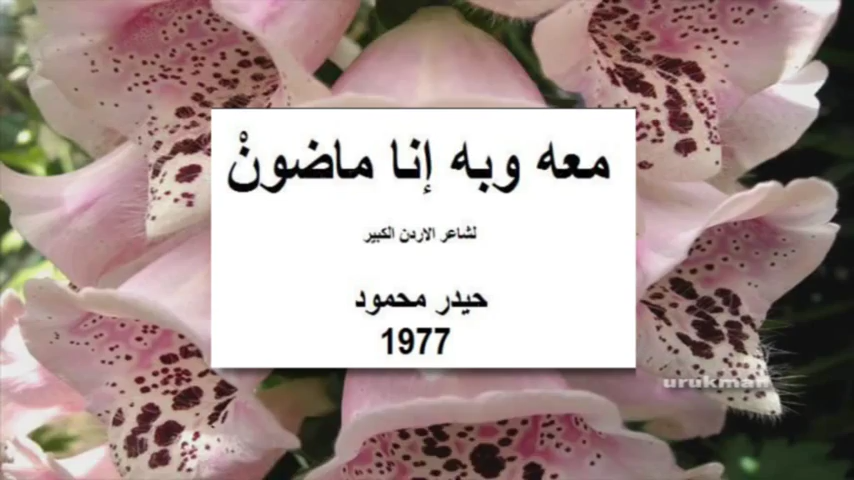 معه وبه إنا ماضونْ
لشاعر الاردن الكبير
حيدر محمود
1977
urukman